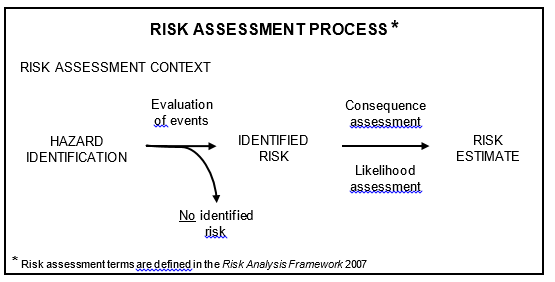 RISK ASSESSMENT PROCESS *
RISK ASSESSMENT CONTEXT
Evaluation
of events
Consequence
assessment
HAZARD
IDENTIFICATION
IDENTIFIED
RISK
RISK
ESTIMATE
Likelihood
assessment
No identified
risk
* Risk assessment terms are defined in the Risk Analysis Framework 2007